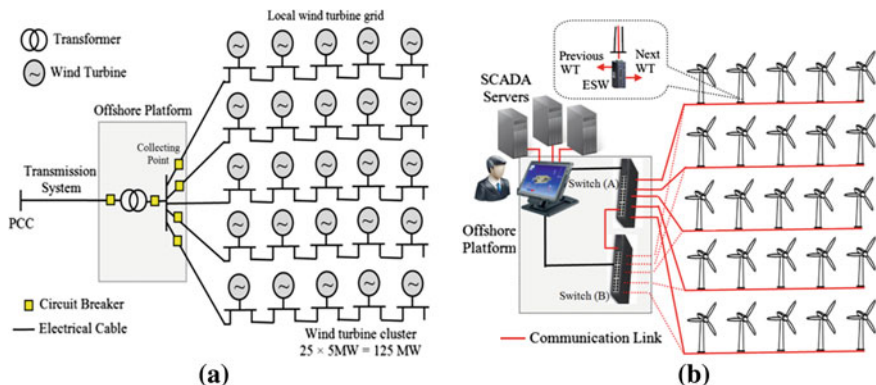 Transformer
Wind Turbine
Local wind turbine grid
Offshore Platform
Collecting
Point
Transmission
System
PCC
Circuit Breaker
Electrical Cable
Wind turbine cluster
25 × 5MW = 125 MW
(a)
Previous
WT
Next
WT
ESW
SCADA
Servers
Switch (A)
Offshore
Platform
Switch (B)
Communication Link
(b)